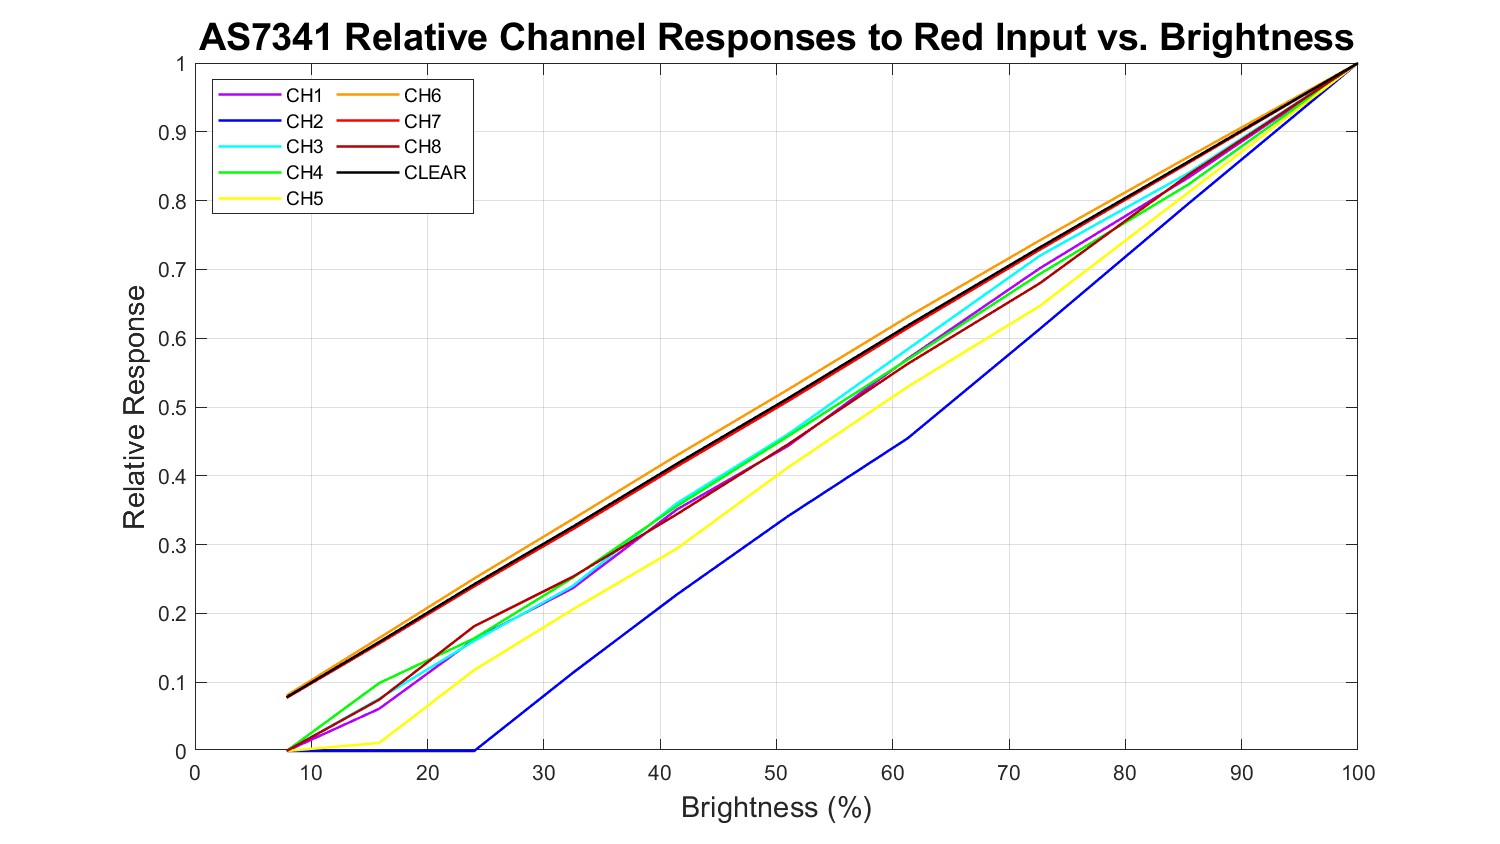 AS7341 Relative Channel Responses to Red Input vs. Brightness
1
CH1 CH6
CH2 CH7
CH3 CH8
CH4 CLEAR
CH5
0.9
0.8
0.7
0.6
0.5
0.4
0.3
0.2
0.1
0
Relative Response
0 10 20 30 40 50 60 70 80 90 100
Brightness (%)